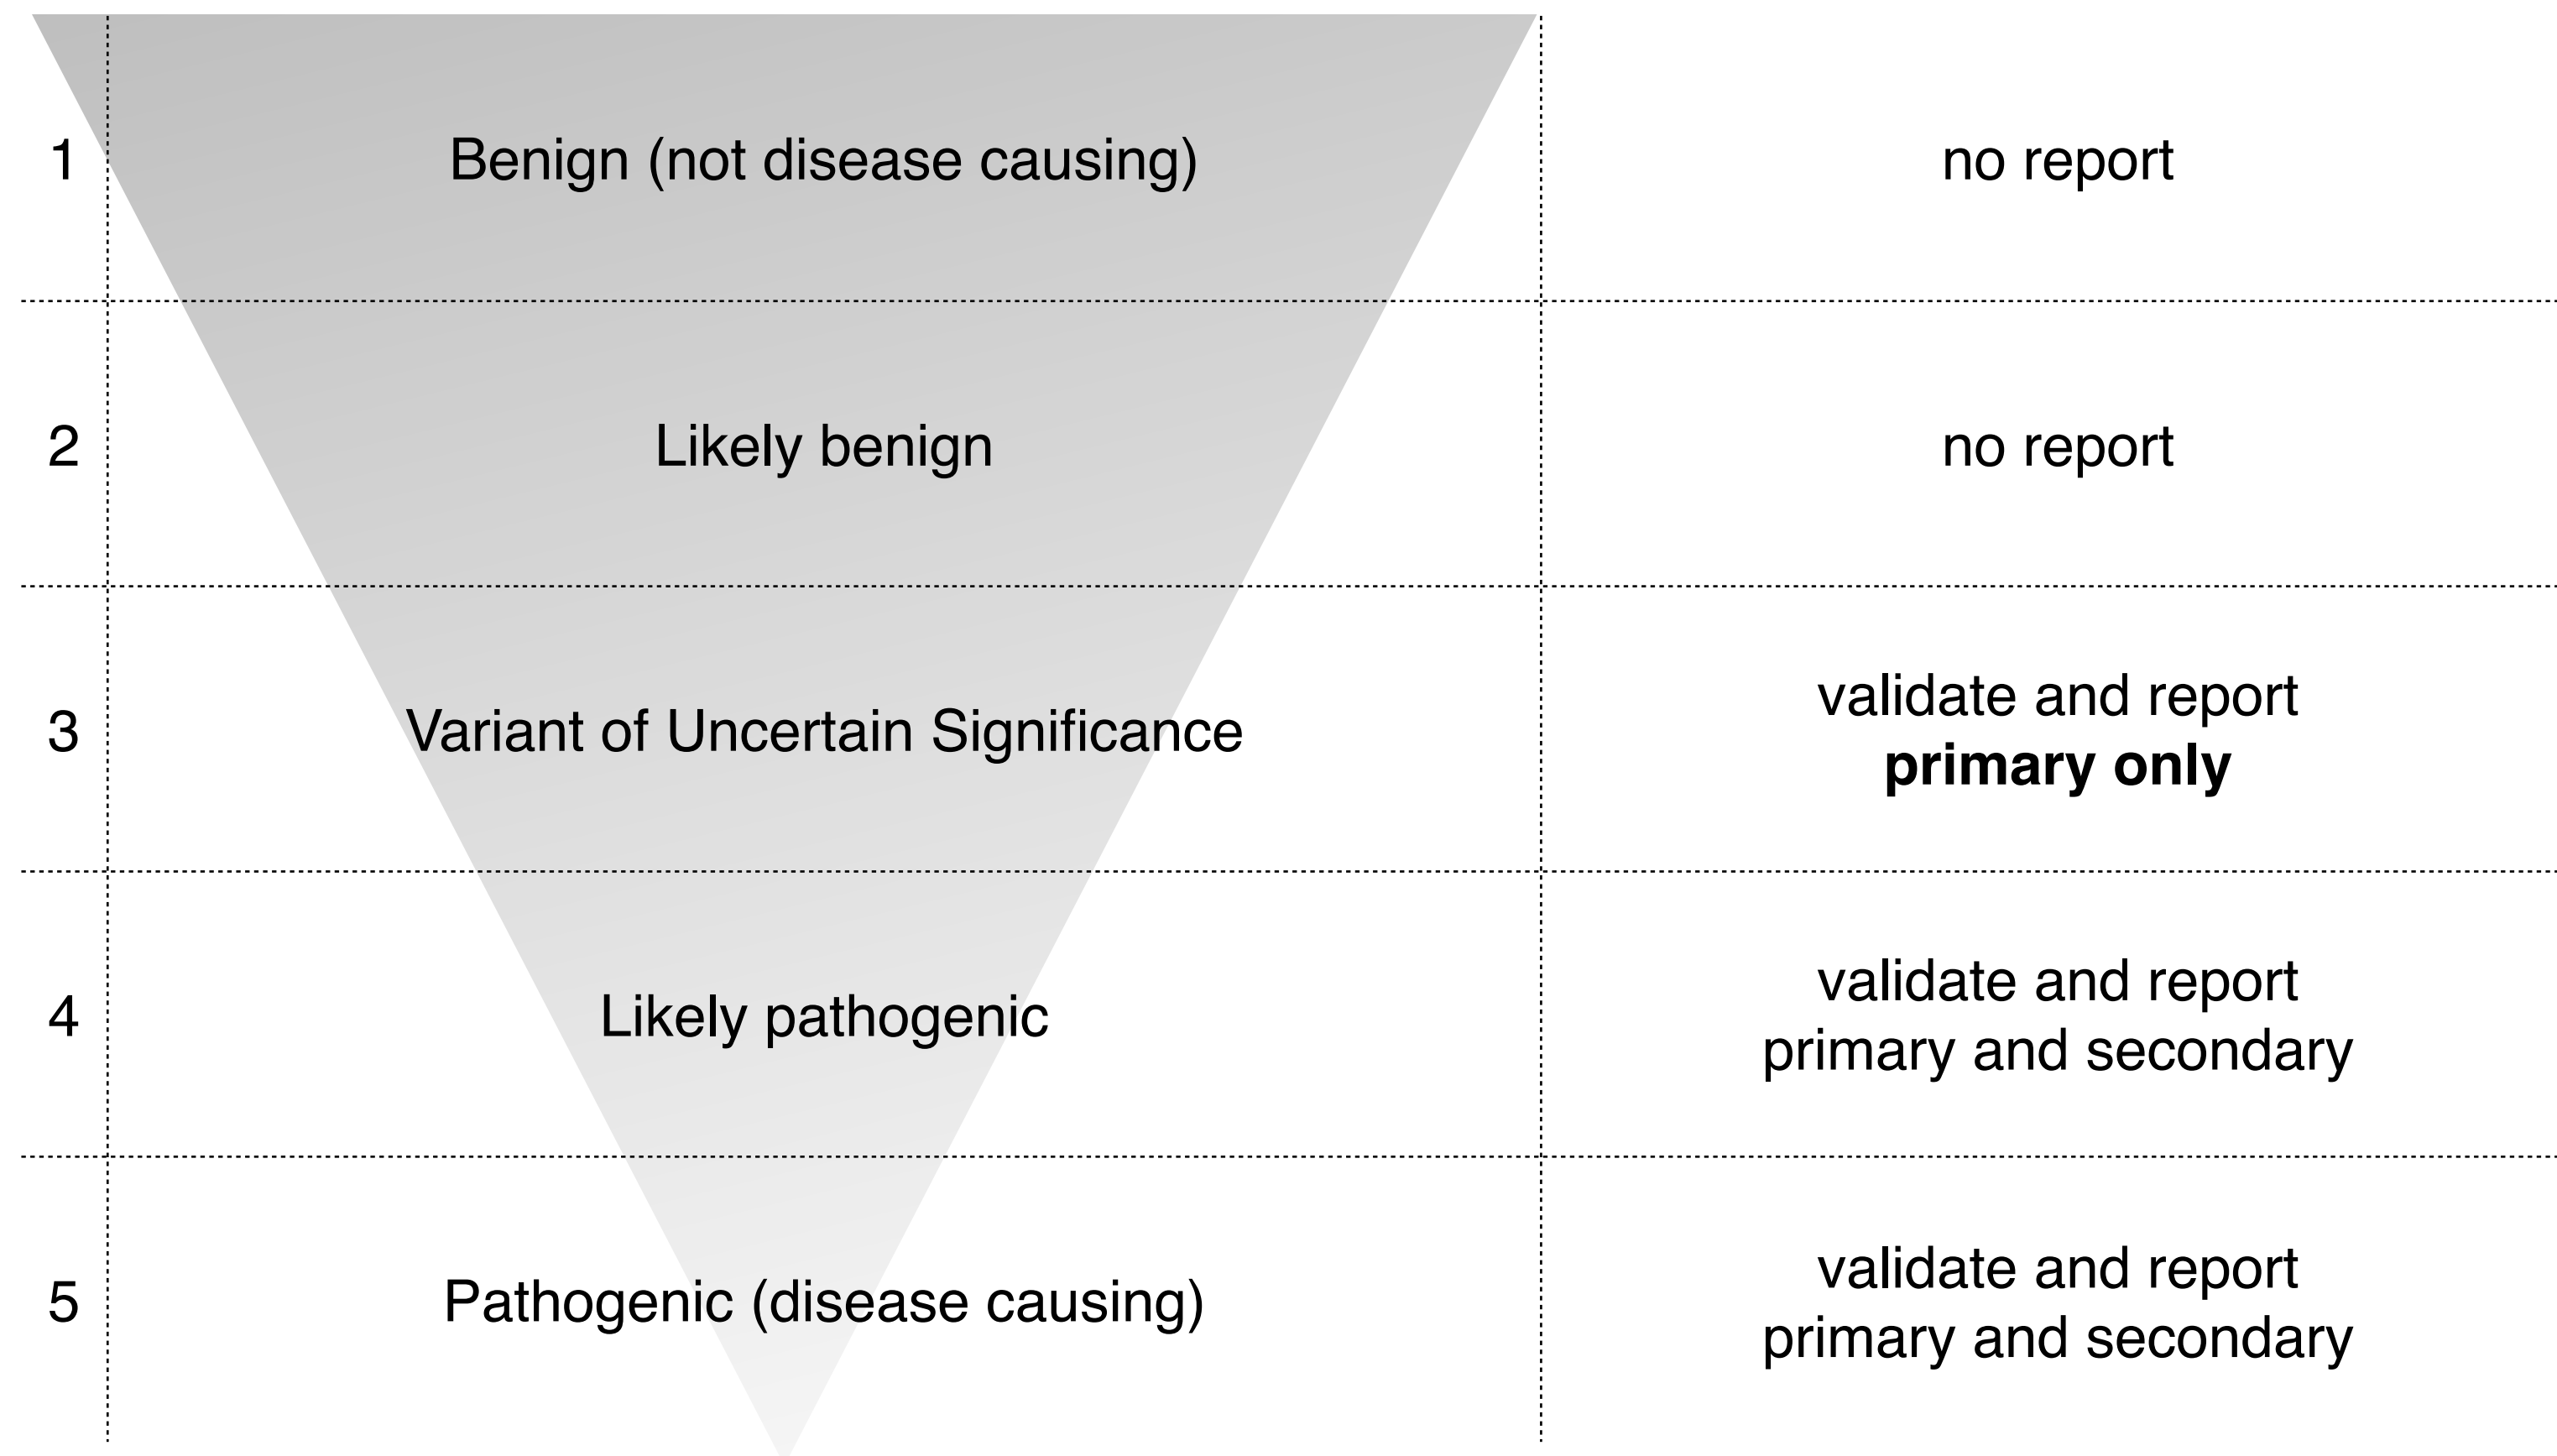 1
Benign (not disease causing)
no report
2
Likely benign
no report
3
Variant of Uncertain Significance
validate and report
primary only
4
Likely pathogenic
validate and report
primary and secondary
5
Pathogenic (disease causing)
validate and report
primary and secondary